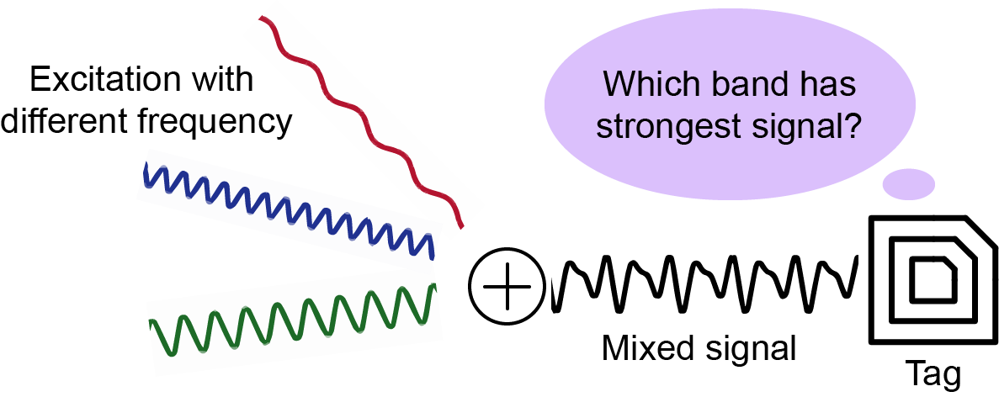 Excitation with
different frequency
Which band has
strongest signal?
Mixed signal
Tag